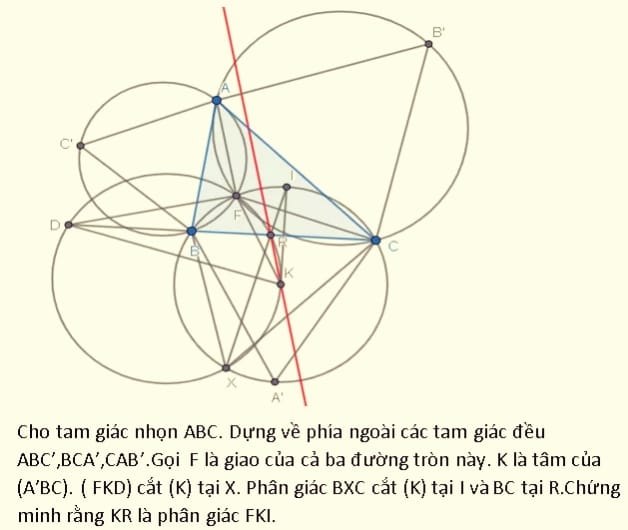 B'
A
C'
I
D
F
B
R
C
K
X
A'
Cho tam giác nhọn ABC. Dựng về phía ngoài các tam giác đều
ABC′,BCA′,CAB′.Gọi F là giao của cả ba đường tròn này. K là tâm của
(A′BC). ( FKD) cắt (K) tại X. Phân giác BXC cắt (K) tại I và BC tại R.Chứng
minh rằng KR là phân giác FKI.